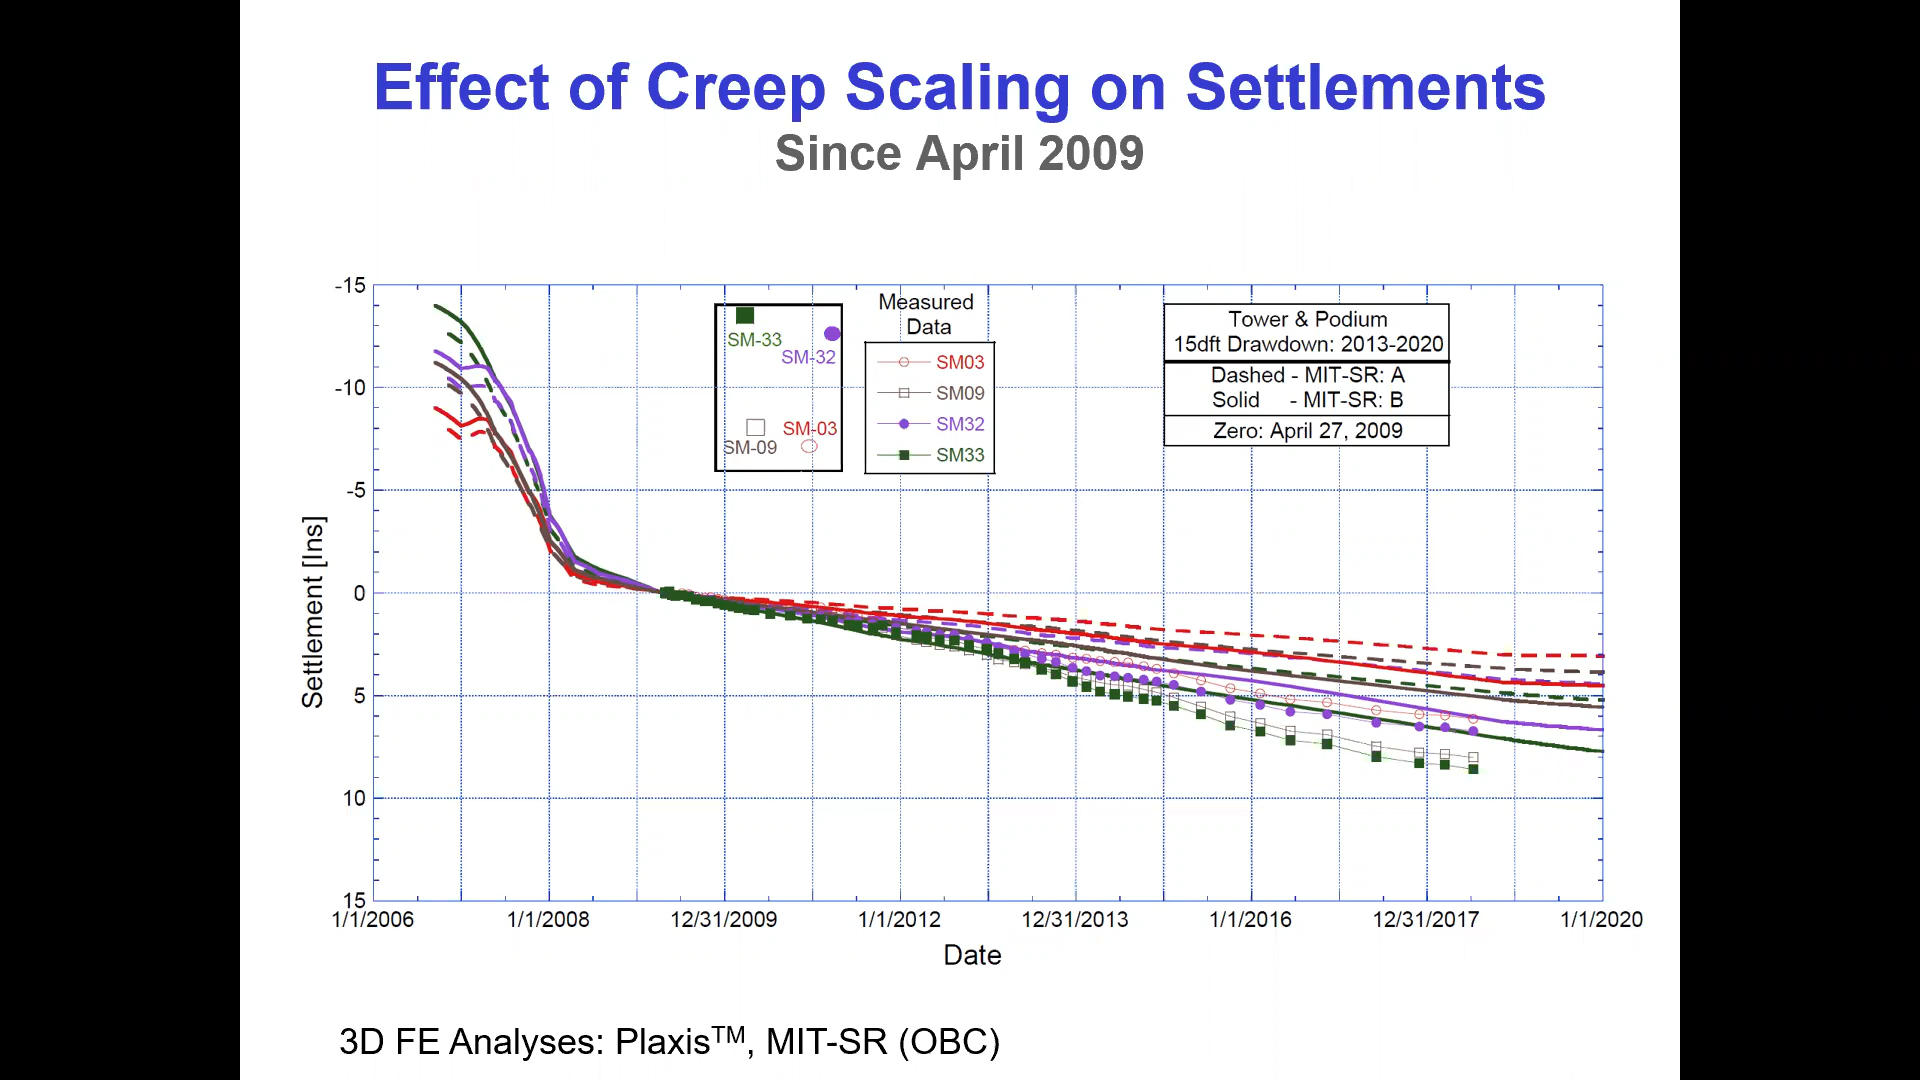 Effect of Creep Scaling on Settlements
Since April 2009
Settlement [Ins]
-15
-10
-5
0
5
10
15
SM-33
SM-32
SM-03
SM-09
Measured
Data
SM03
SM09
SM32
SM33
Tower & Podium
15dft Drawdown: 2013-2020
Dashed - MIT-SR: A
Solid - MIT-SR: B
Zero: April 27, 2009
1/1/2006 1/1/2008 12/31/2009 1/1/2012 12/31/2013 1/1/2016 12/31/2017 1/1/2020
Date
3D FE Analyses: Plaxis™, MIT-SR (OBC)